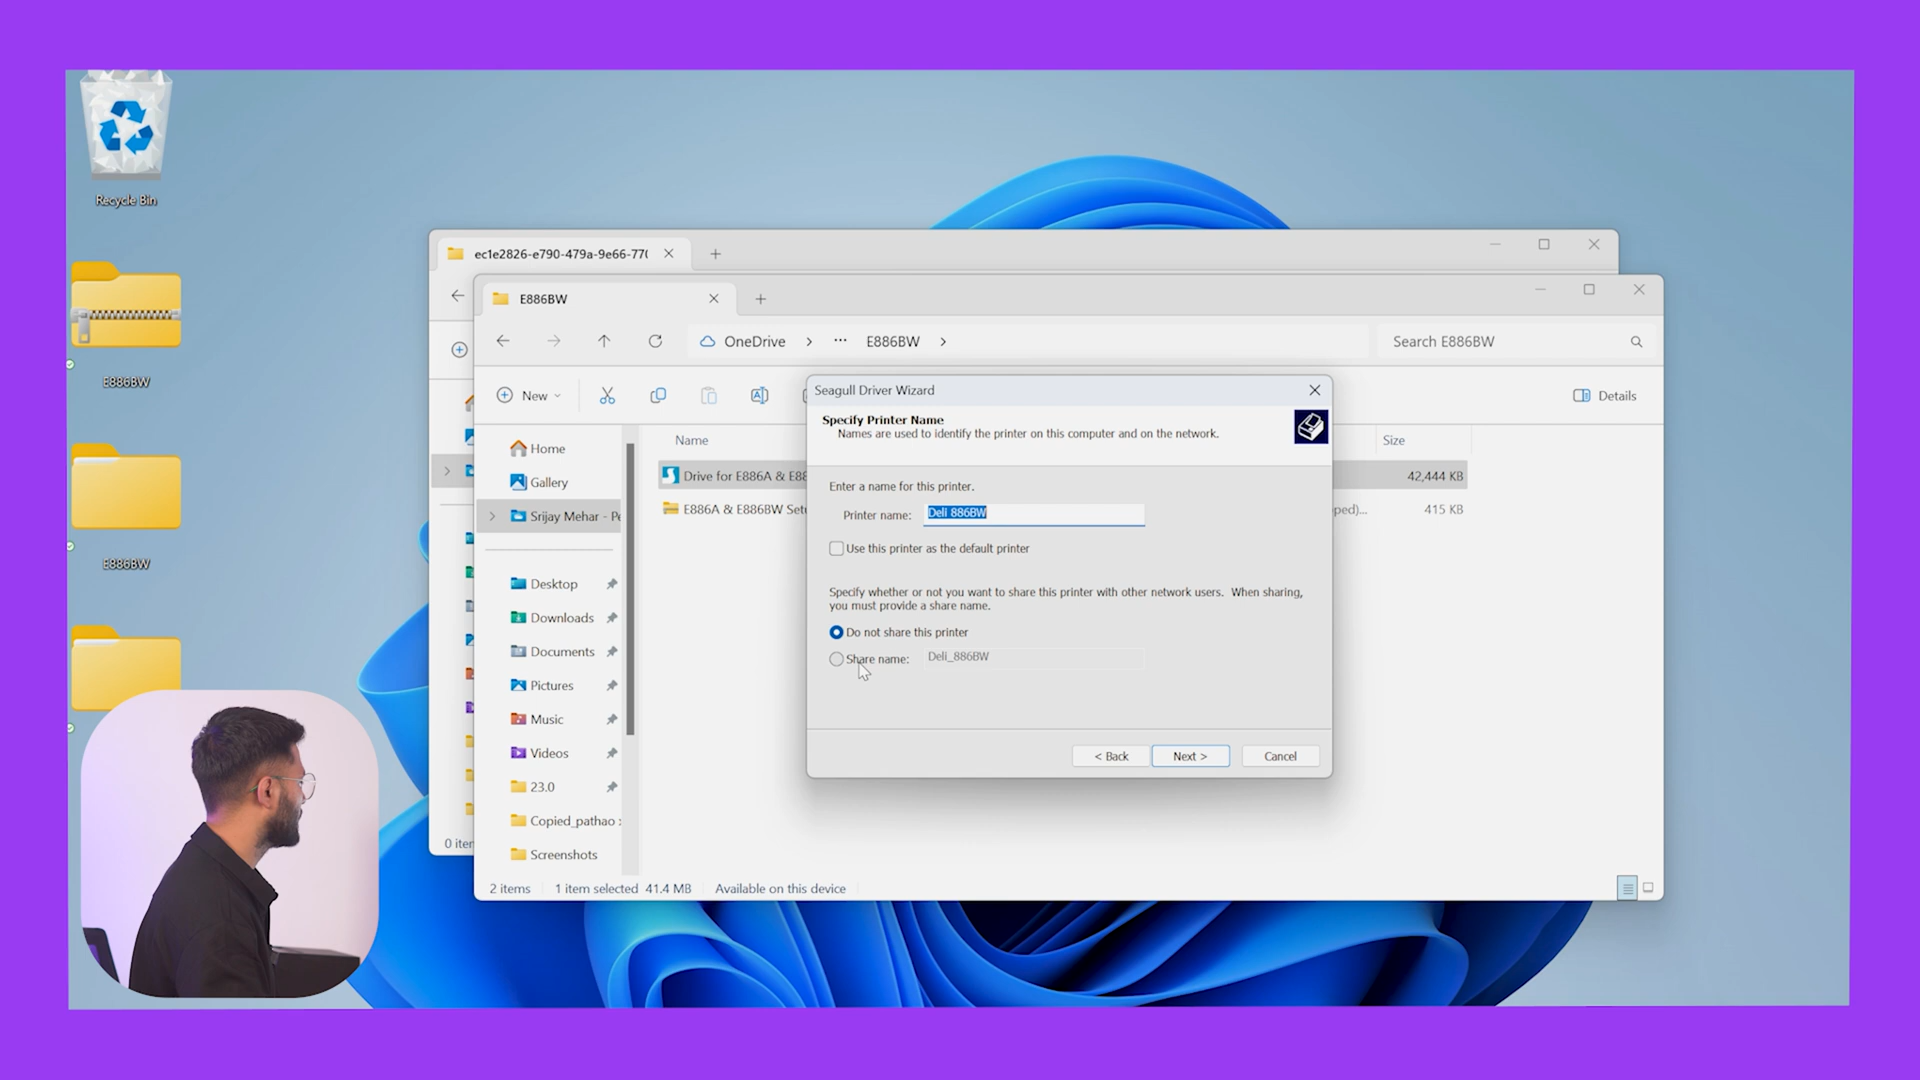 Recycle Bin
E886BW
E886BW
ec1e2826-e790-479a-9e66-770
E886BW
OneDrive
E886BW
Search E886BW
New
Details
Home
Gallery
Srijay Mehar - Pe
Desktop
Downloads
Documents
Pictures
Music
Videos
23.0
Copied_pathao
Screenshots
Name
Size
Drive for E886A & E88
42,444 KB
E886A & E886BW Setu
ped)...
415 KB
Seagull Driver Wizard
Specify Printer Name
Names are used to identify the printer on this computer and on the network.
Enter a name for this printer.
Printer name: Deli 886BW
Use this printer as the default printer
Specify whether or not you want to share this printer with other network users. When sharing,
you must provide a share name.
Do not share this printer
Share name: Deli_886BW
< Back
Next >
Cancel
0 iter
2 items
1 item selected 41.4 MB
Available on this device